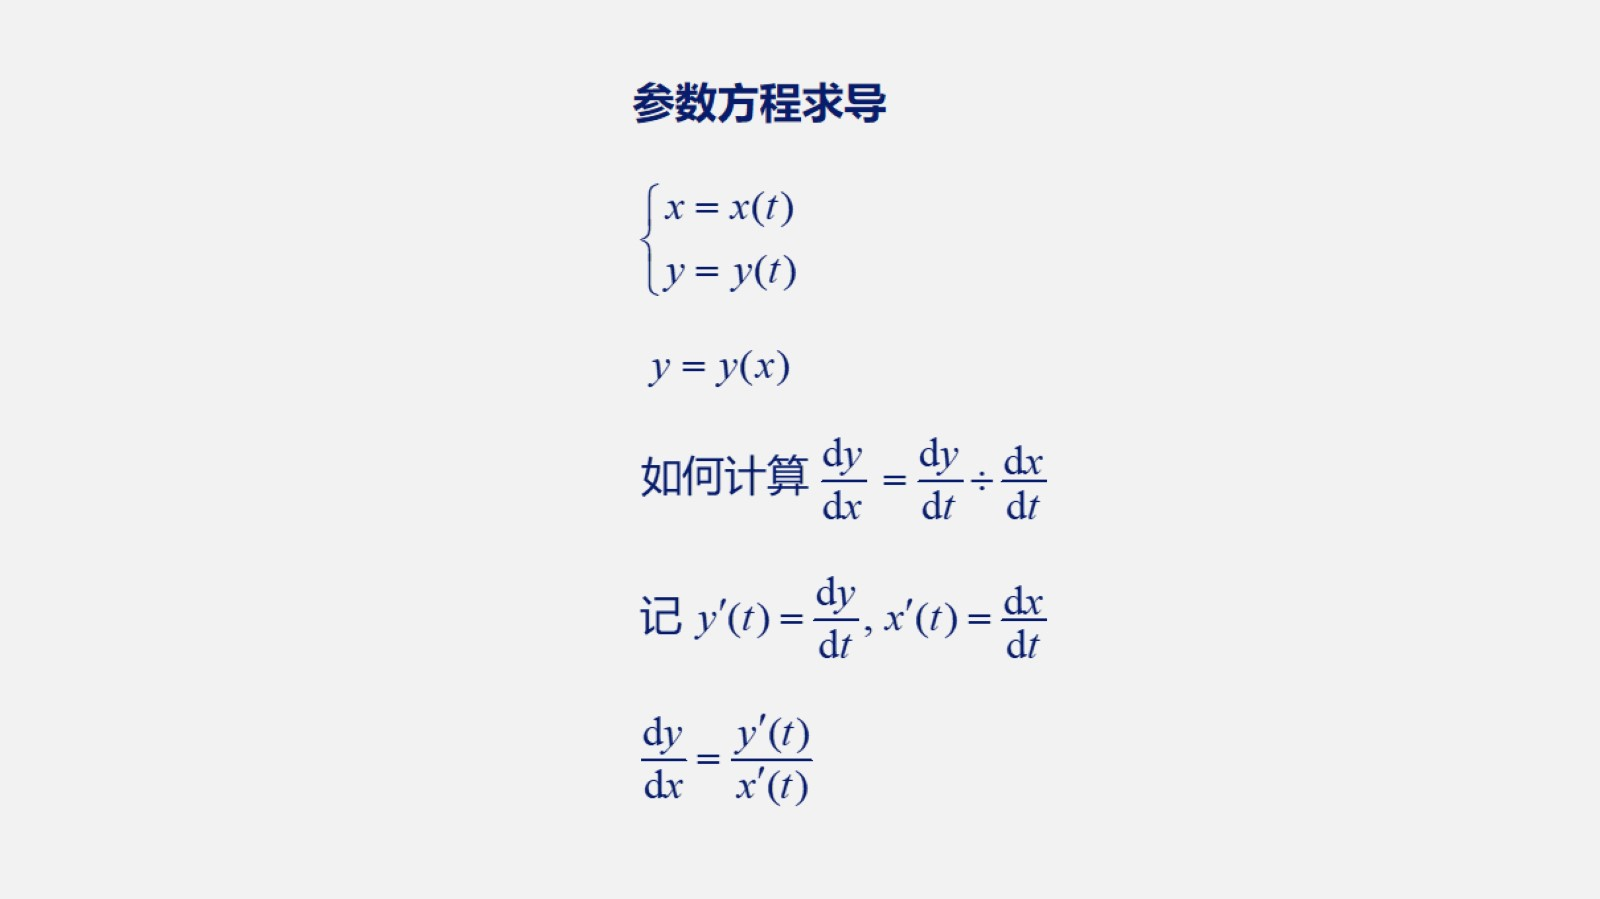 参数方程求导
x = x(t)
y = y(t)
y = y(x)
如何计算 dy/dx = dy/dt ÷ dx/dt
记 y′(t) = dy/dt, x′(t) = dx/dt
dy/dx = y′(t)/x′(t)